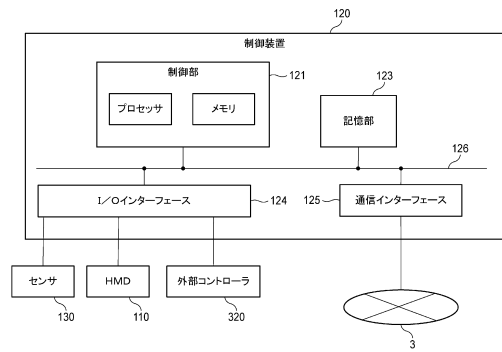 120
制御装置
制御部
121
プロセッサ
メモリ
123
記憶部
126
I/Oインターフェース
124
125
通信インターフェース
センサ
HMD
外部コントローラ
130
110
320
3